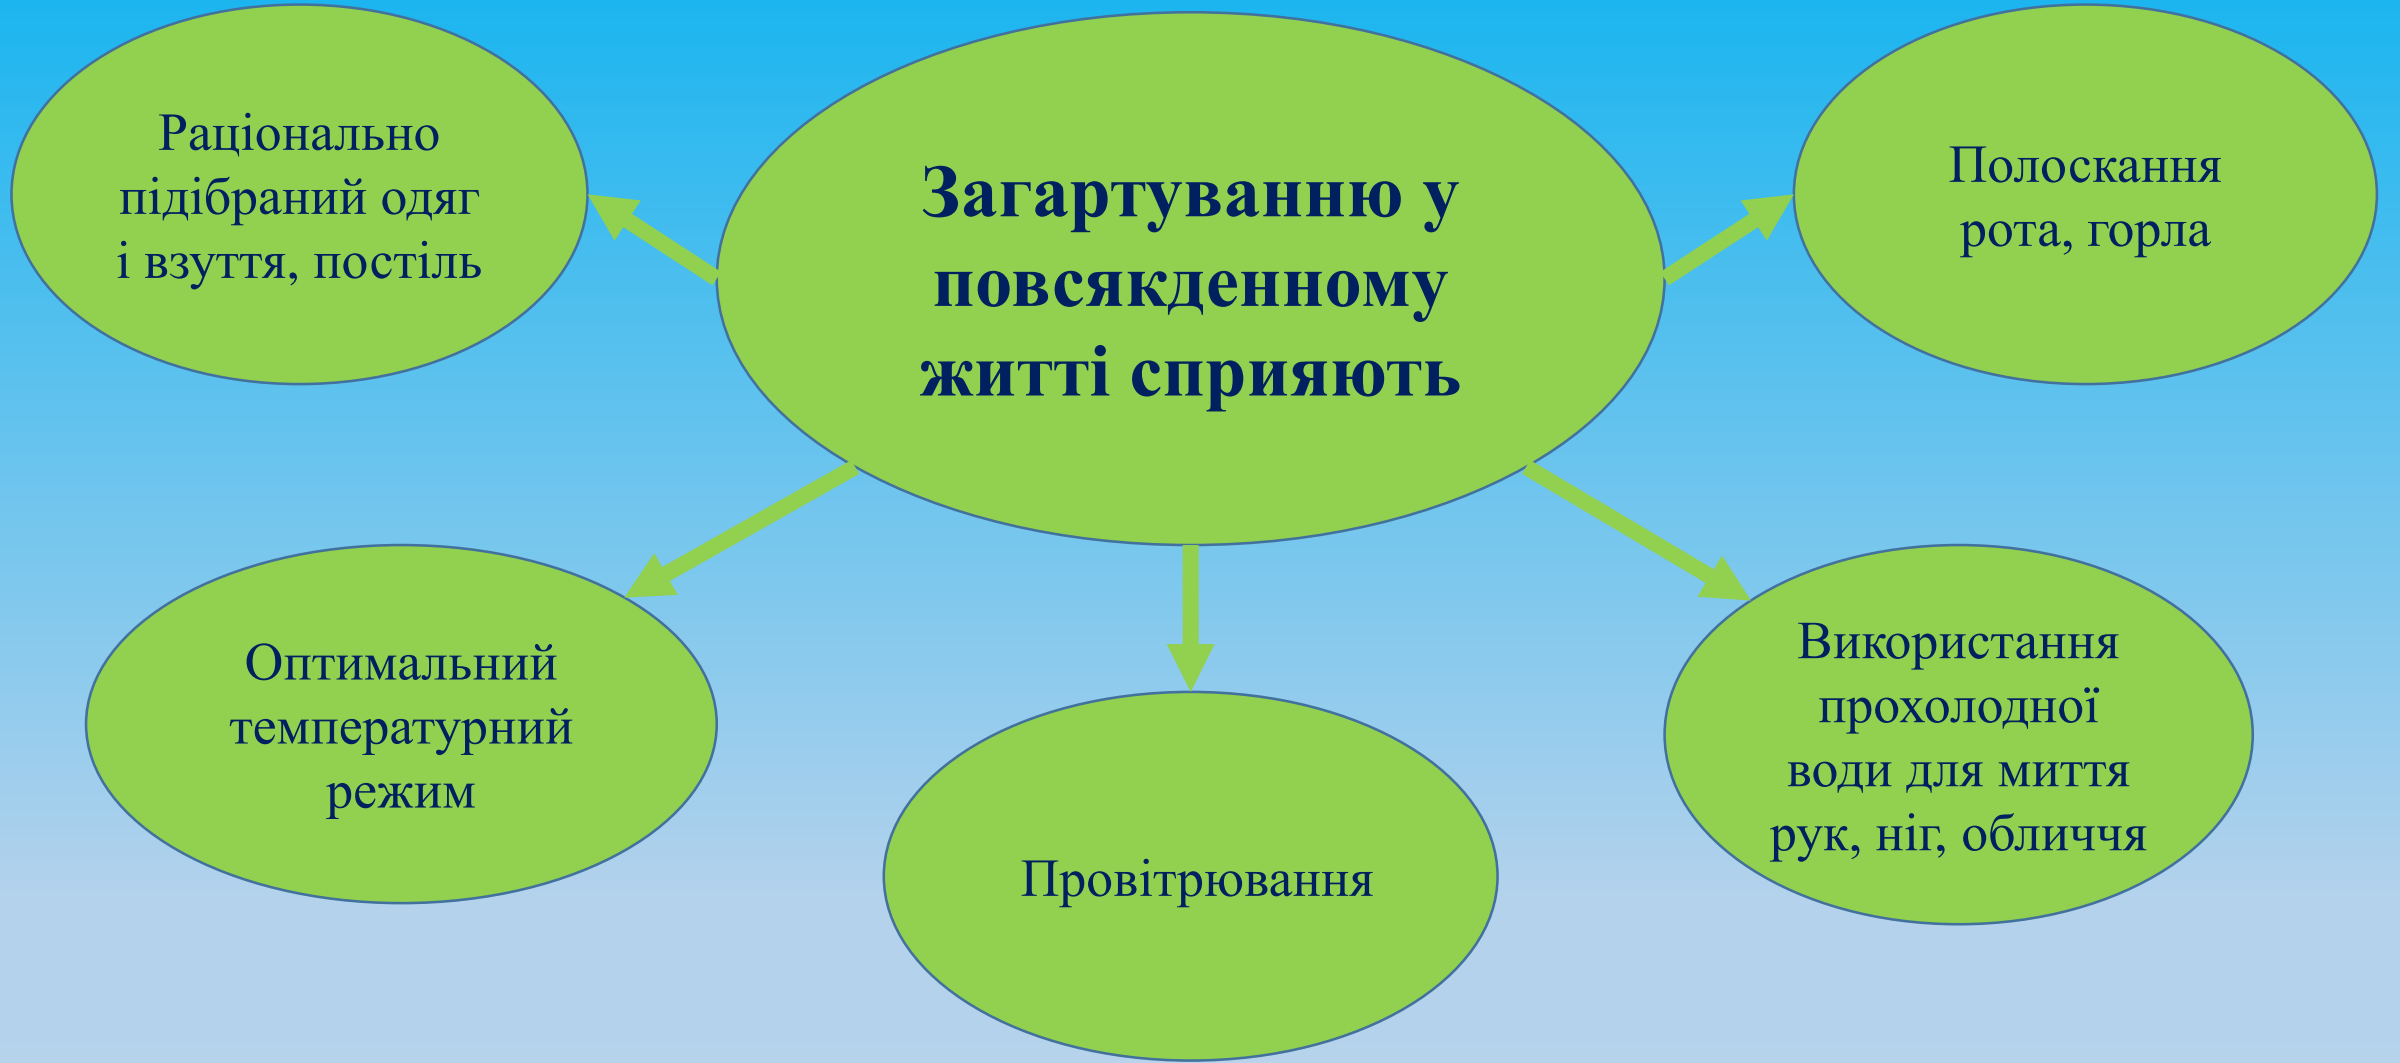 Раціонально
підібраний одяг
і взуття, постіль
Загартуванню у
повсякденному
житті сприяють
Полоскання
рота, горла
Оптимальний
температурний
режим
Провітрювання
Використання
прохолодної
води для миття
рук, ніг, обличчя